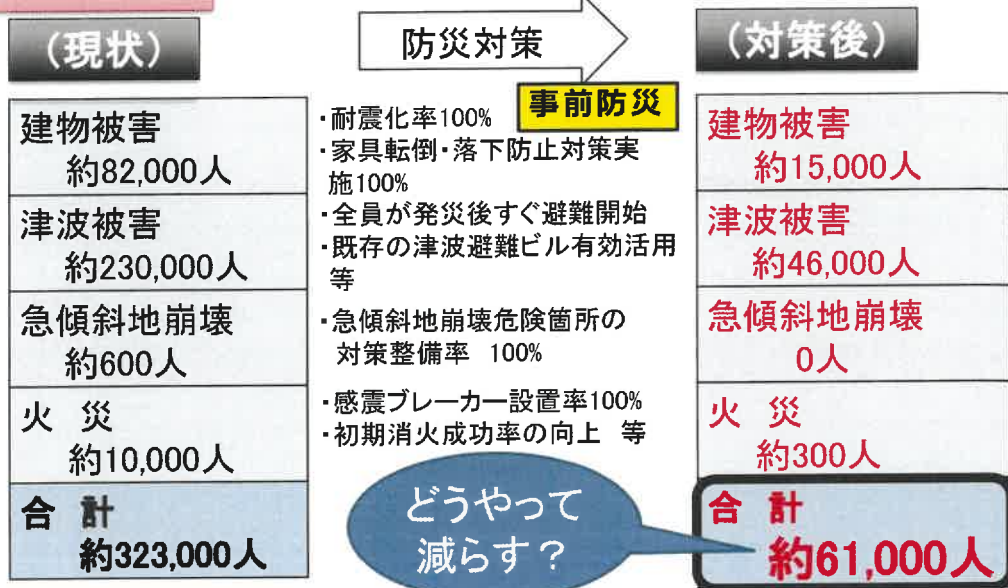 （現状）
防災対策
（対策後）
建物被害
約82,000人
津波被害
約230,000人
急傾斜地崩壊
約600人
火　災
約10,000人
合　計
約323,000人
事前防災
・耐震化率100%
・家具転倒・落下防止対策実
施100%
・全員が発災後すぐ避難開始
・既存の津波避難ビル有効活用
等
・急傾斜地崩壊危険箇所の
対策整備率　100%
・感震ブレーカー設置率100%
・初期消火成功率の向上　等
どうやって
減らす？
建物被害
約15,000人
津波被害
約46,000人
急傾斜地崩壊
0人
火　災
約300人
合　計
約61,000人